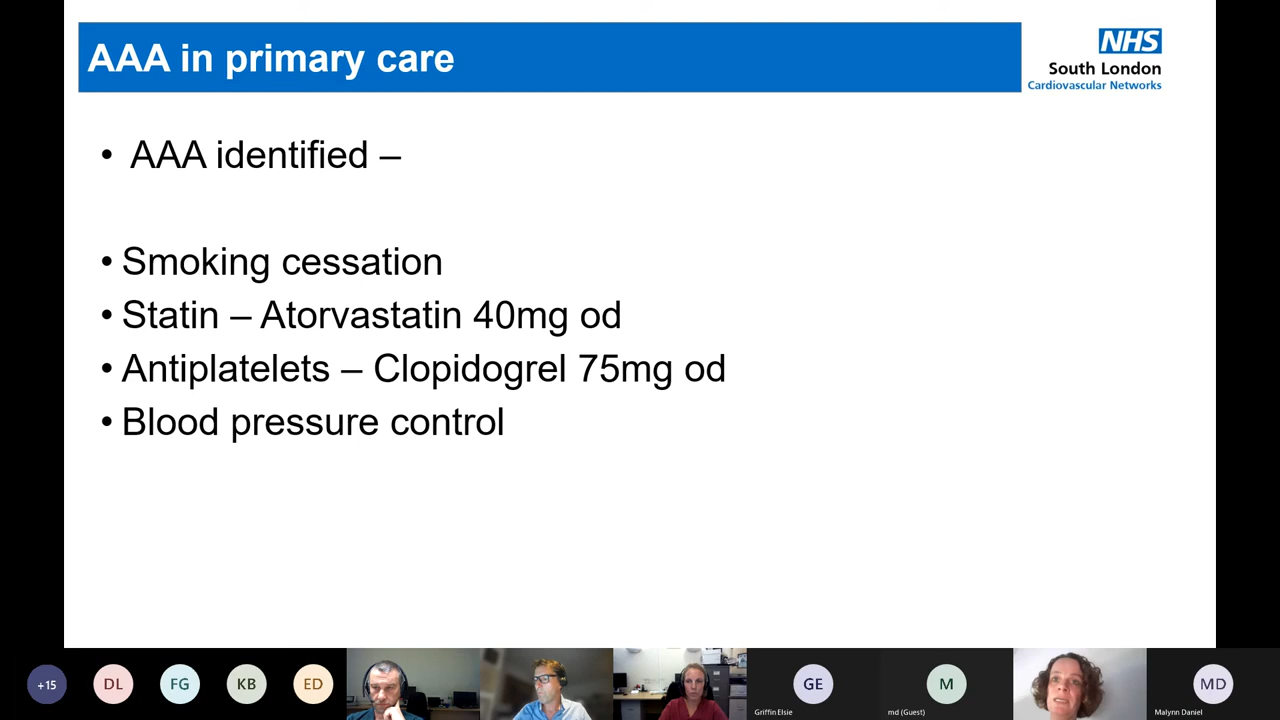 AAA in primary care
NHS
South London
Cardiovascular Networks
• AAA identified –
• Smoking cessation
• Statin – Atorvastatin 40mg od
• Antiplatelets – Clopidogrel 75mg od
• Blood pressure control
+15
DL
FG
KB
ED
GE
Griffin Elsie
M
md (Guest)
MD
Malynn Daniel